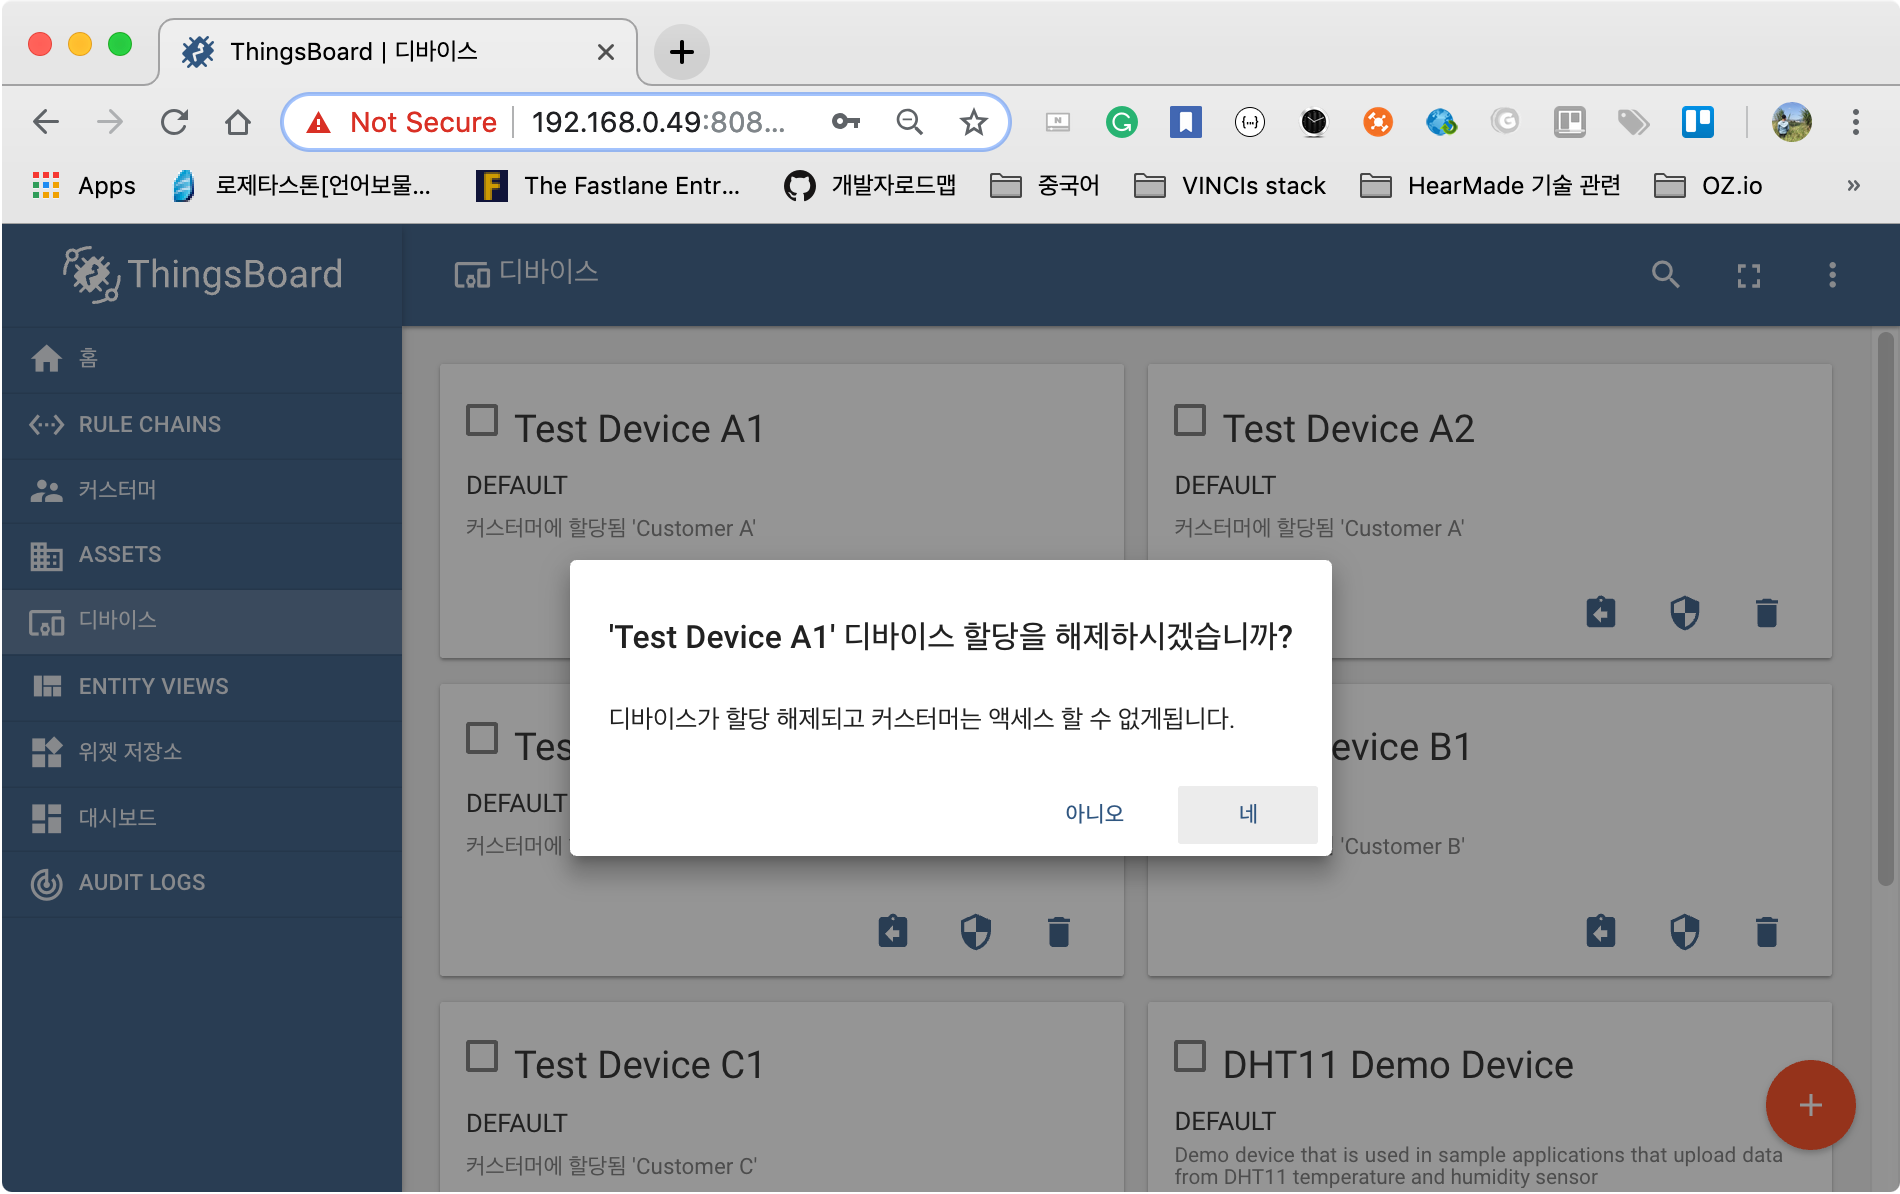 ThingsBoard | 디바이스
Not Secure
192.168.0.49:808...
Apps
로제타스톤[언어보물...
The Fastlane Entr...
개발자로드맵
중국어
VINCIs stack
HearMade 기술 관련
OZ.io
»
ThingsBoard
디바이스
홈
RULE CHAINS
커스터머
ASSETS
디바이스
ENTITY VIEWS
위젯 저장소
대시보드
AUDIT LOGS
Test Device A1
DEFAULT
커스터머에 할당됨 'Customer A'
Test Device A2
DEFAULT
커스터머에 할당됨 'Customer A'
'Test Device A1' 디바이스 할당을 해제하시겠습니까?
디바이스가 할당 해제되고 커스터머는 액세스 할 수 없게됩니다.
아니오
네
Tes
DEFAULT
커스터머에
evice B1
'Customer B'
Test Device C1
DEFAULT
커스터머에 할당됨 'Customer C'
DHT11 Demo Device
DEFAULT
Demo device that is used in sample applications that upload data
from DHT11 temperature and humidity sensor